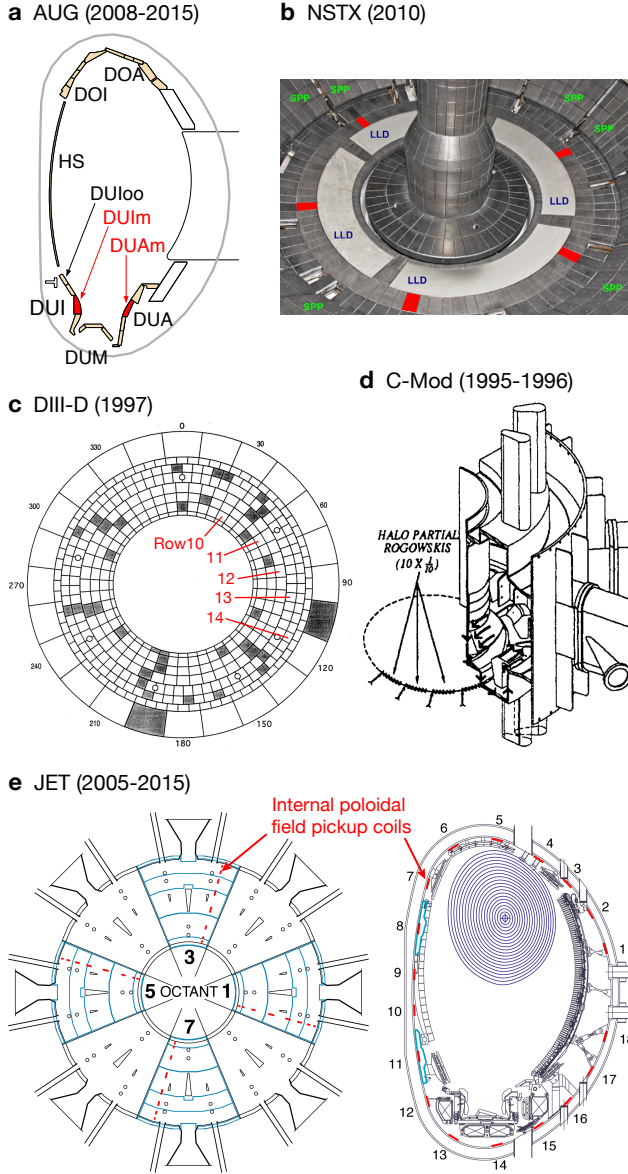 a AUG (2008-2015)
DOA
DOI
HS
DUIoo
DUIm
DUAm
DUI
DUA
DUM
b NSTX (2010)
SPP
SPP
SPP
SPP
LLD
LLD
LLD
LLD
SPP
SPP
c DIII-D (1997)
0
30
60
90
120
150
180
210
240
270
300
330
Row10
11
12
13
14
d C-Mod (1995-1996)
HALO PARTIAL
ROGOWSKIS
(10 X 1/10)
e JET (2005-2015)
Internal poloidal
field pickup coils
3
5 OCTANT 1
7
1
2
3
4
5
6
7
8
9
10
11
12
13
14
15
16
17
18